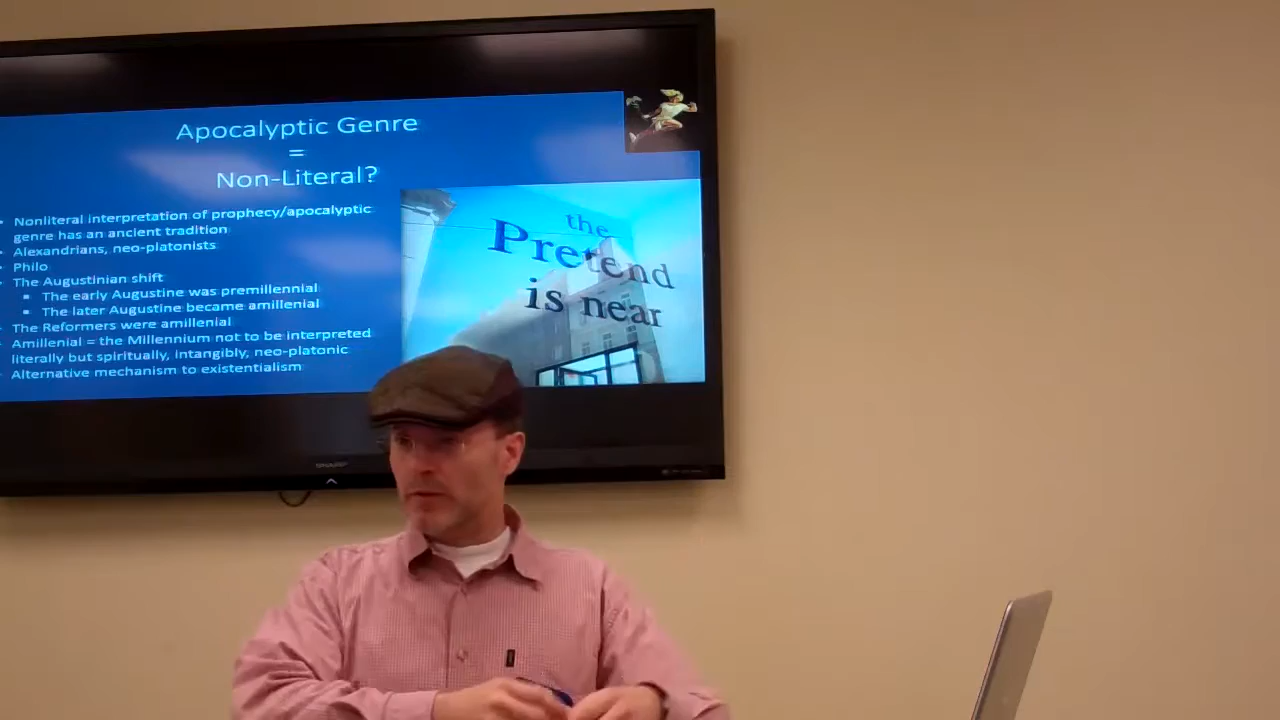 Apocalyptic Genre
=
Non-Literal?
Nonliteral interpretation of prophecy/apocalyptic
genre has an ancient tradition
Alexandrians, neo-platonists
Philo
The Augustinian shift
The early Augustine was premillennial
The later Augustine became amillenial
The Reformers were amillenial
Amillenial = the Millennium not to be interpreted
literally but spiritually, intangibly, neo-platonic
Alternative mechanism to existentialism
the
Pretend
is near
SHARP